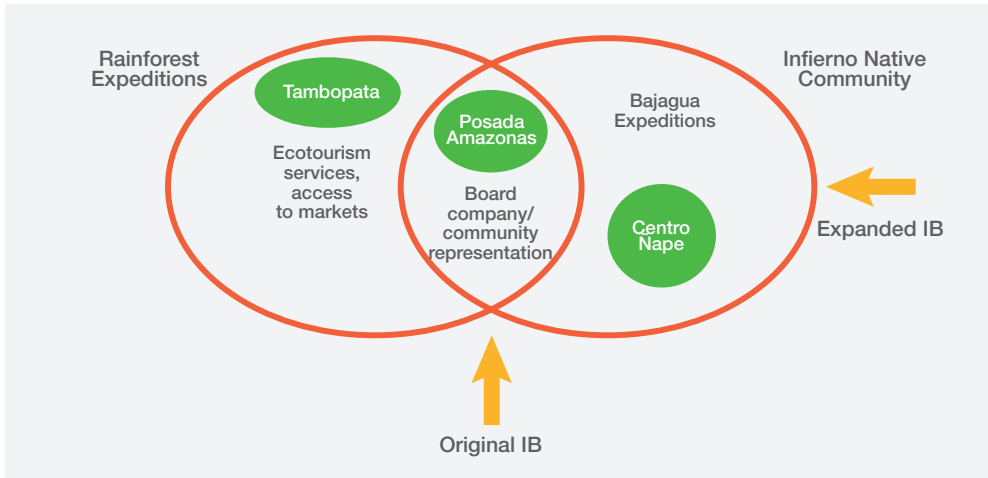 Rainforest
Expeditions
Tambopata
Ecotourism
services,
access
to markets
Posada
Amazonas
Board
company/
community
representation
Bajagua
Expeditions
Centro
Ñape
Infierno Native
Community
Expanded IB
Original IB